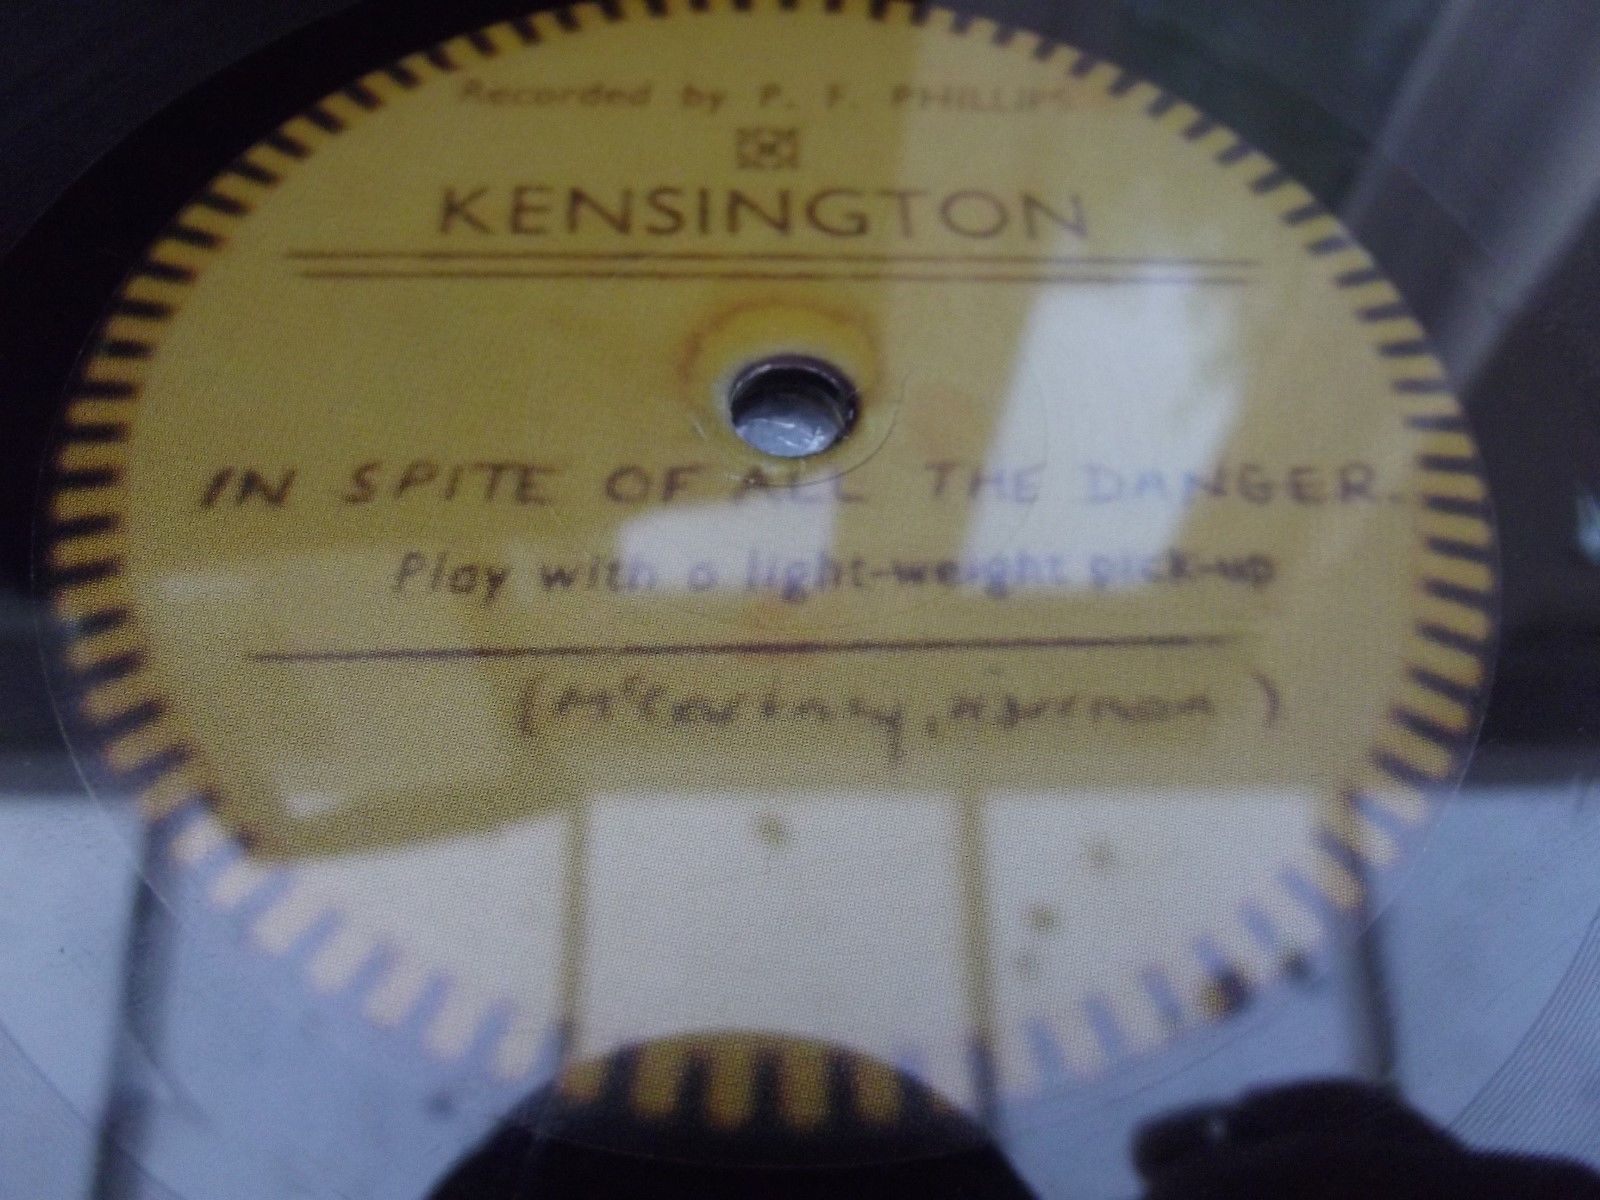 Recorded by P. F. PHILLIPS
KENSINGTON
IN SPITE OF ALL THE DANGER.
Play with a light-weight pick-up
(McCartney, Harrison)